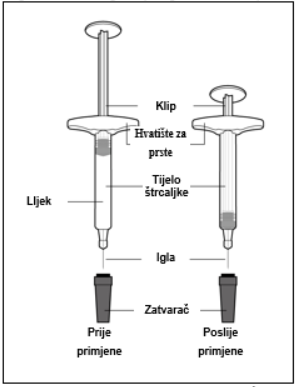 Klip
Hvatište za
prste
Tijelo
štrcaljke
LIjek
Igla
Zatvarač
Prije
primjene
Poslije
primjene